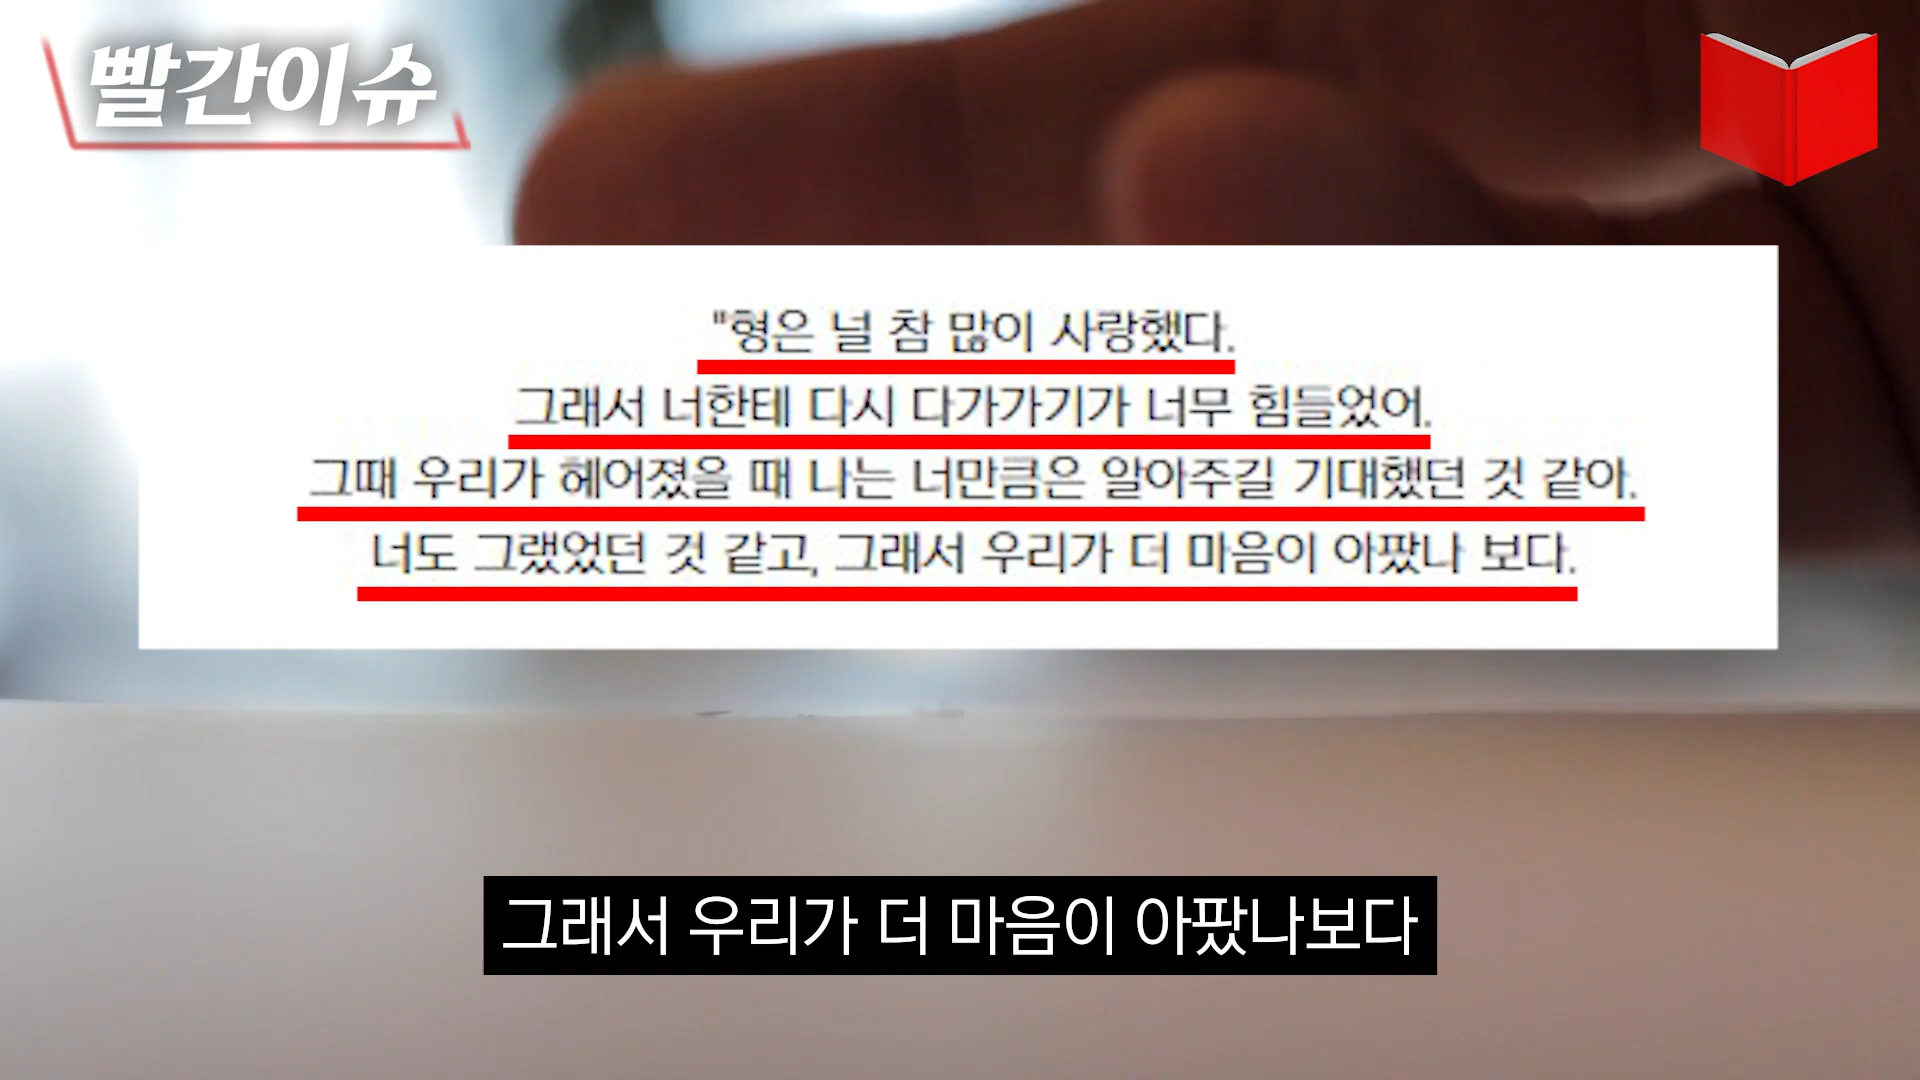 빨간이슈
"형은 널 참 많이 사랑했다.
그래서 너한테 다시 다가가기가 너무 힘들었어.
그때 우리가 헤어졌을 때 나는 너만큼은 알아주길 기대했던 것 같아.
너도 그랬었던 것 같고, 그래서 우리가 더 마음이 아팠나 보다.
그래서 우리가 더 마음이 아팠나보다